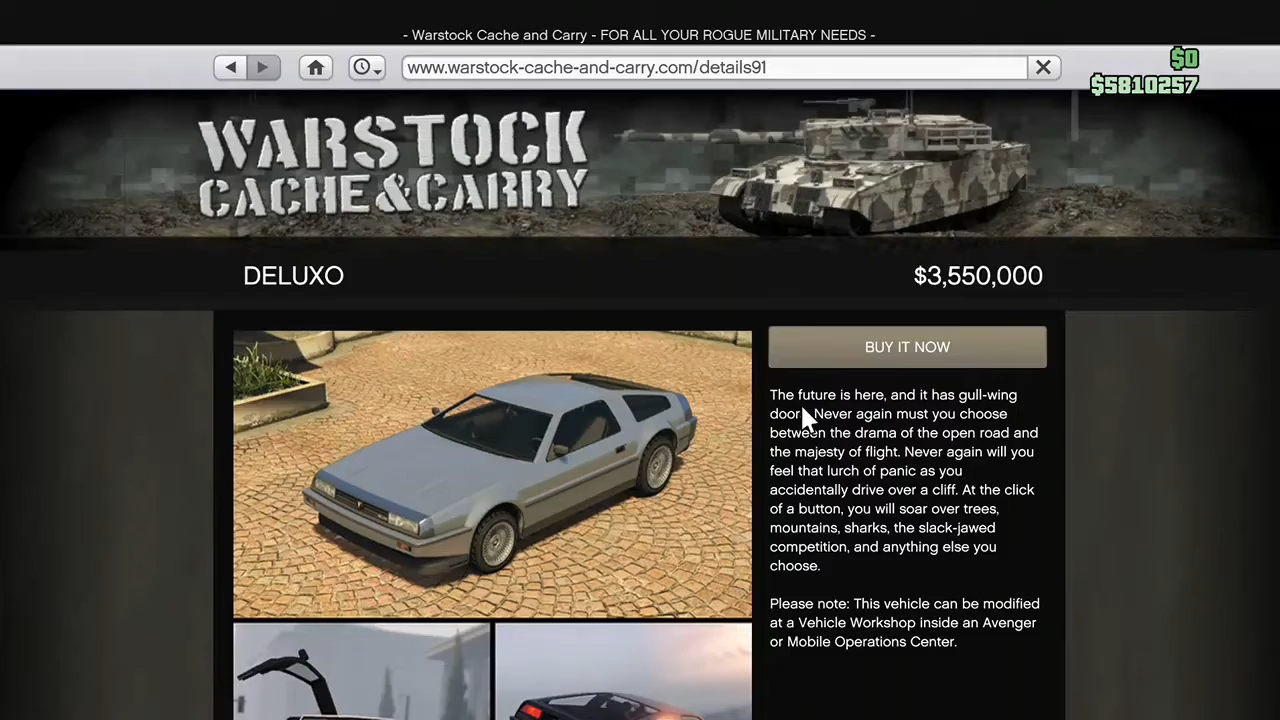 - Warstock Cache and Carry - FOR ALL YOUR ROGUE MILITARY NEEDS -
www.warstock-cache-and-carry.com/details91
$0
$5810257
WARSTOCK
CACHE & CARRY
DELUXO
$3,550,000
BUY IT NOW
The future is here, and it has gull-wing
door Never again must you choose
between the drama of the open road and
the majesty of flight. Never again will you
feel that lurch of panic as you
accidentally drive over a cliff. At the click
of a button, you will soar over trees,
mountains, sharks, the slack-jawed
competition, and anything else you
choose.
Please note: This vehicle can be modified
at a Vehicle Workshop inside an Avenger
or Mobile Operations Center.